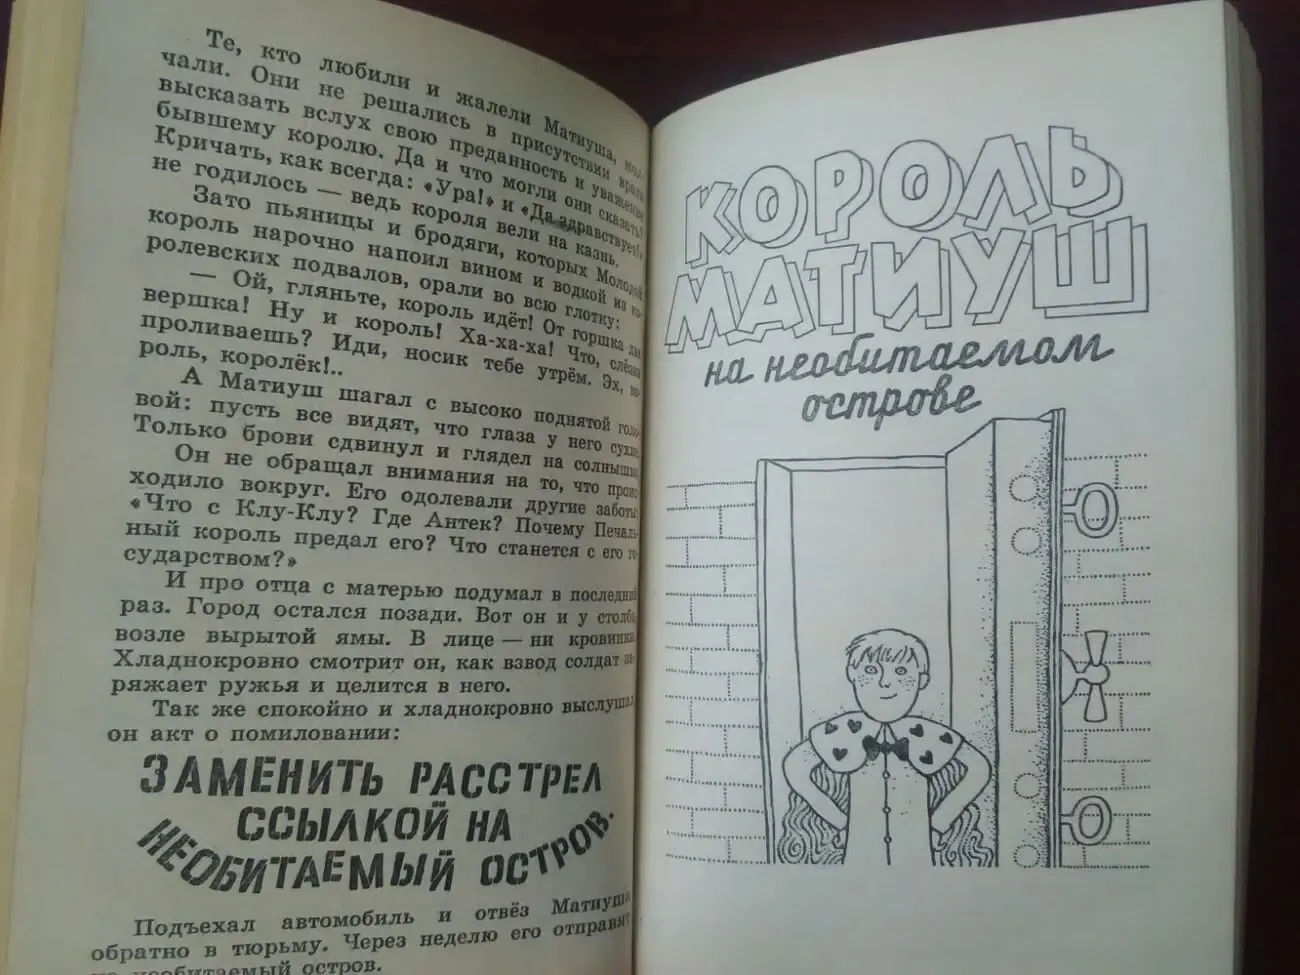 Те, кто любили и жалели Матиуша, мол-
чали. Они не решались в присутствии врага
высказать вслух свою преданность и уважение
бывшему королю. Да и что могли они сказать?
Кричать, как всегда: «Ура!» и «Да здравствует!»
не годилось — ведь короля вели на казнь.
Зато пьяницы и бродяги, которых Молодой
король нарочно напоил вином и водкой из ко-
ролевских подвалов, орали во всю глотку:
— Ой, гляньте, король идёт! От горшка два
вершка! Ну и король! Ха-ха-ха! Что, слёзки
проливаешь? Иди, носик тебе утрём. Эх, ко-
роль, королёк!..
А Матиуш шагал с высоко поднятой голо-
вой: пусть все видят, что глаза у него сухие.
Только брови сдвинул и глядел на солнышко.
Он не обращал внимания на то, что проис-
ходило вокруг. Его одолевали другие заботы:
«Что с Клу-Клу? Где Антек? Почему Печаль-
ный король предал его? Что станется с его го-
сударством?»
И про отца с матерью подумал в последний
раз. Город остался позади. Вот он и у столба,
возле вырытой ямы. В лице — ни кровинки.
Хладнокровно смотрит он, как взвод солдат за-
ряжает ружья и целится в него.
Так же спокойно и хладнокровно выслушал
он акт о помиловании:
ЗАМЕНИТЬ РАССТРЕЛ
ССЫЛКОЙ НА
НЕОБИТАЕМЫЙ ОСТРОВ.
Подъехал автомобиль и отвёз Матиуша
обратно в тюрьму. Через неделю его отправят
на необитаемый остров.
КОРОЛЬ
МАТИУШ
на необитаемом
острове